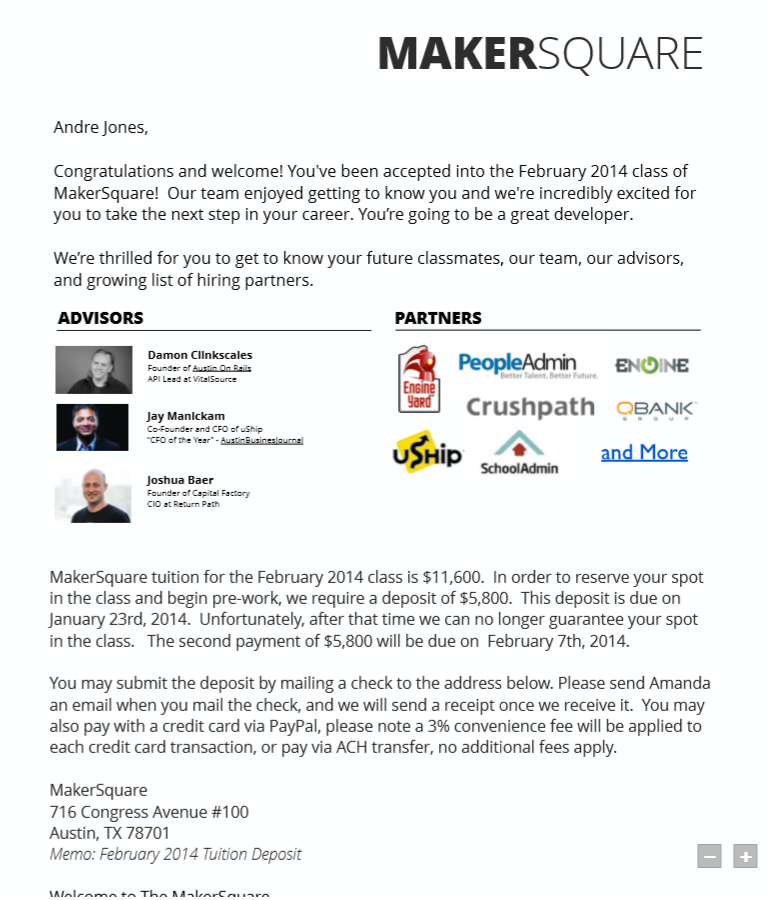 MAKERSQUARE
Andre Jones,
Congratulations and welcome! You've been accepted into the February 2014 class of
MakerSquare!  Our team enjoyed getting to know you and we're incredibly excited for
you to take the next step in your career. You’re going to be a great developer.
We’re thrilled for you to get to know your future classmates, our team, our advisors,
and growing list of hiring partners.
ADVISORS
Damon Clinkscales
Founder of Austin On Rails
API Lead at VitalSource
Jay Manickam
Co-Founder and CFO of uShip
"CFO of the Year" - AustinBusinesJournal
Joshua Baer
Founder of Capital Factory
CIO at Return Path
PARTNERS
Engine
Yard
PeopleAdmin
Better Talent. Better Future.
ENGINE
Crushpath
QBANK
GROUP
uShip
SchoolAdmin
and More
MakerSquare tuition for the February 2014 class is $11,600.  In order to reserve your spot
in the class and begin pre-work, we require a deposit of $5,800.  This deposit is due on
January 23rd, 2014.  Unfortunately, after that time we can no longer guarantee your spot
in the class.   The second payment of $5,800 will be due on  February 7th, 2014.
You may submit the deposit by mailing a check to the address below. Please send Amanda
an email when you mail the check, and we will send a receipt once we receive it.  You may
also pay with a credit card via PayPal, please note a 3% convenience fee will be applied to
each credit card transaction, or pay via ACH transfer, no additional fees apply.
MakerSquare
716 Congress Avenue #100
Austin, TX 78701
Memo: February 2014 Tuition Deposit
Welcome to The MakerSquare